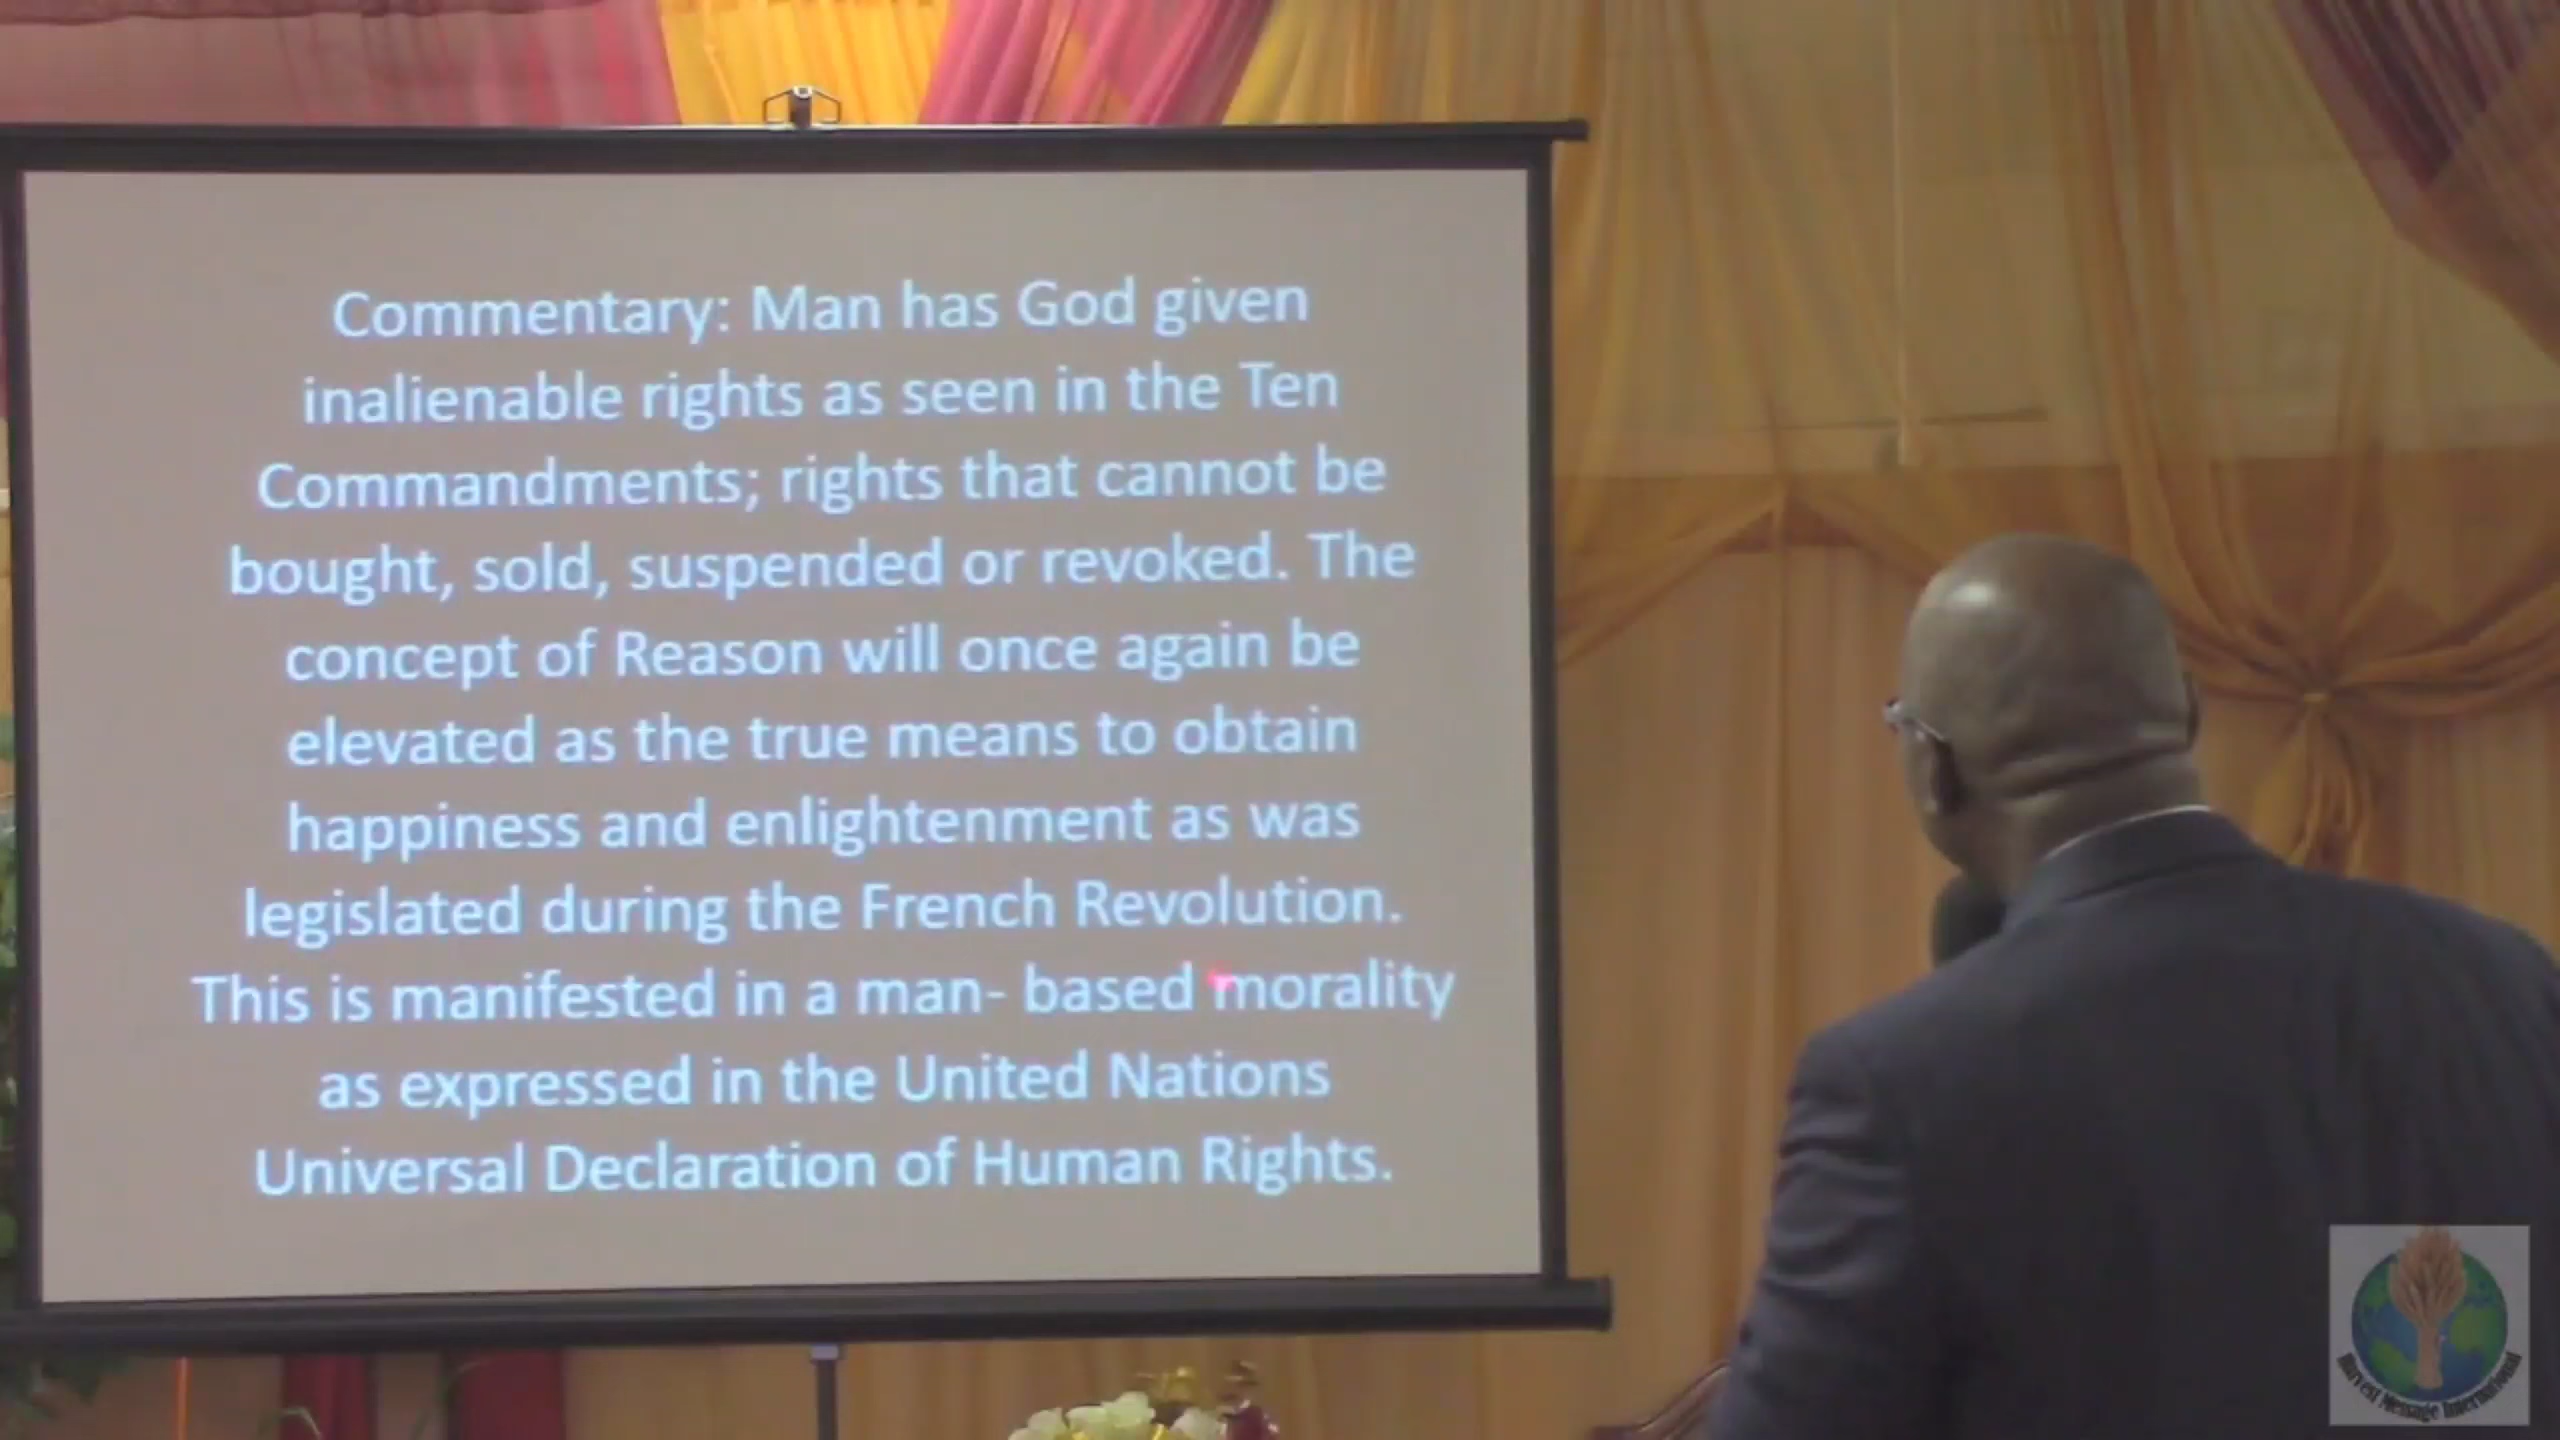 Commentary: Man has God given
inalienable rights as seen in the Ten
Commandments; rights that cannot be
bought, sold, suspended or revoked. The
concept of Reason will once again be
elevated as the true means to obtain
happiness and enlightenment as was
legislated during the French Revolution.
This is manifested in a man- based morality
as expressed in the United Nations
Universal Declaration of Human Rights.
Harvest Message International